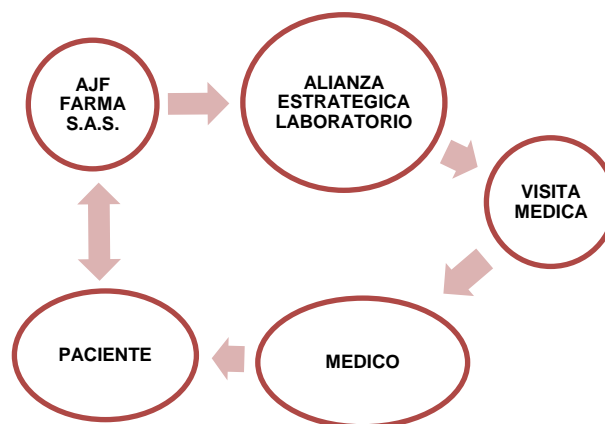 AJF
FARMA
S.A.S.
ALIANZA
ESTRATEGICA
LABORATORIO
VISITA
MEDICA
MEDICO
PACIENTE